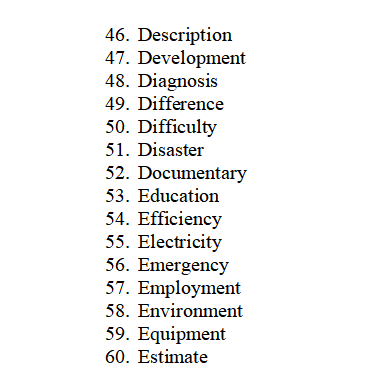 46. Description
47. Development
48. Diagnosis
49. Difference
50. Difficulty
51. Disaster
52. Documentary
53. Education
54. Efficiency
55. Electricity
56. Emergency
57. Employment
58. Environment
59. Equipment
60. Estimate